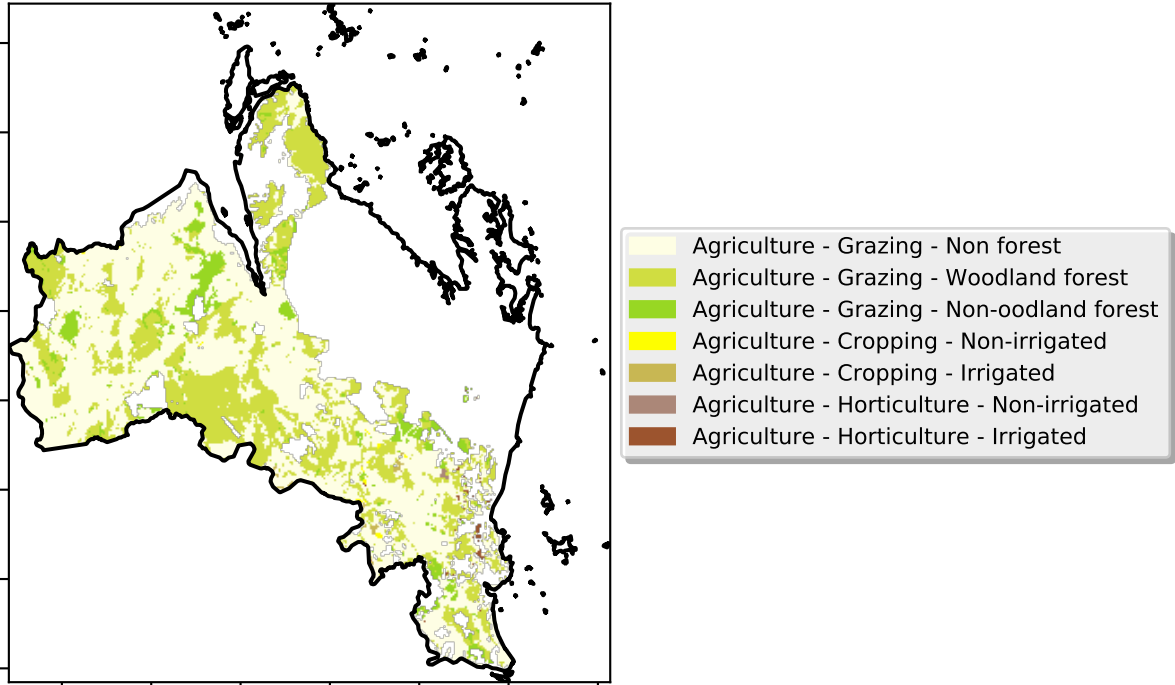 Agriculture - Grazing - Non forest
Agriculture - Grazing - Woodland forest
Agriculture - Grazing - Non-oodland forest
Agriculture - Cropping - Non-irrigated
Agriculture - Cropping - Irrigated
Agriculture - Horticulture - Non-irrigated
Agriculture - Horticulture - Irrigated